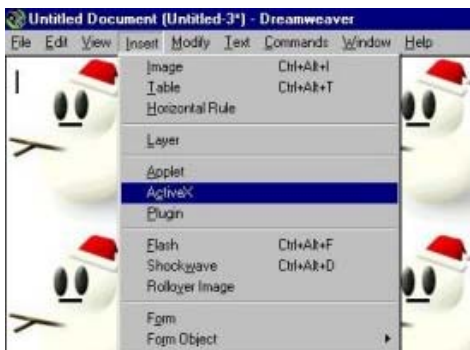 Untitled Document (Untitled-3*) - Dreamweaver
File Edit View Insert Modify Text Commands Window Help
Image Ctrl+Alt+I
Table Ctrl+Alt+T
Horizontal Rule
Layer
Applet
ActiveX
Plugin
Flash Ctrl+Alt+F
Shockwave Ctrl+Alt+D
Rollover Image
Form
Form Object